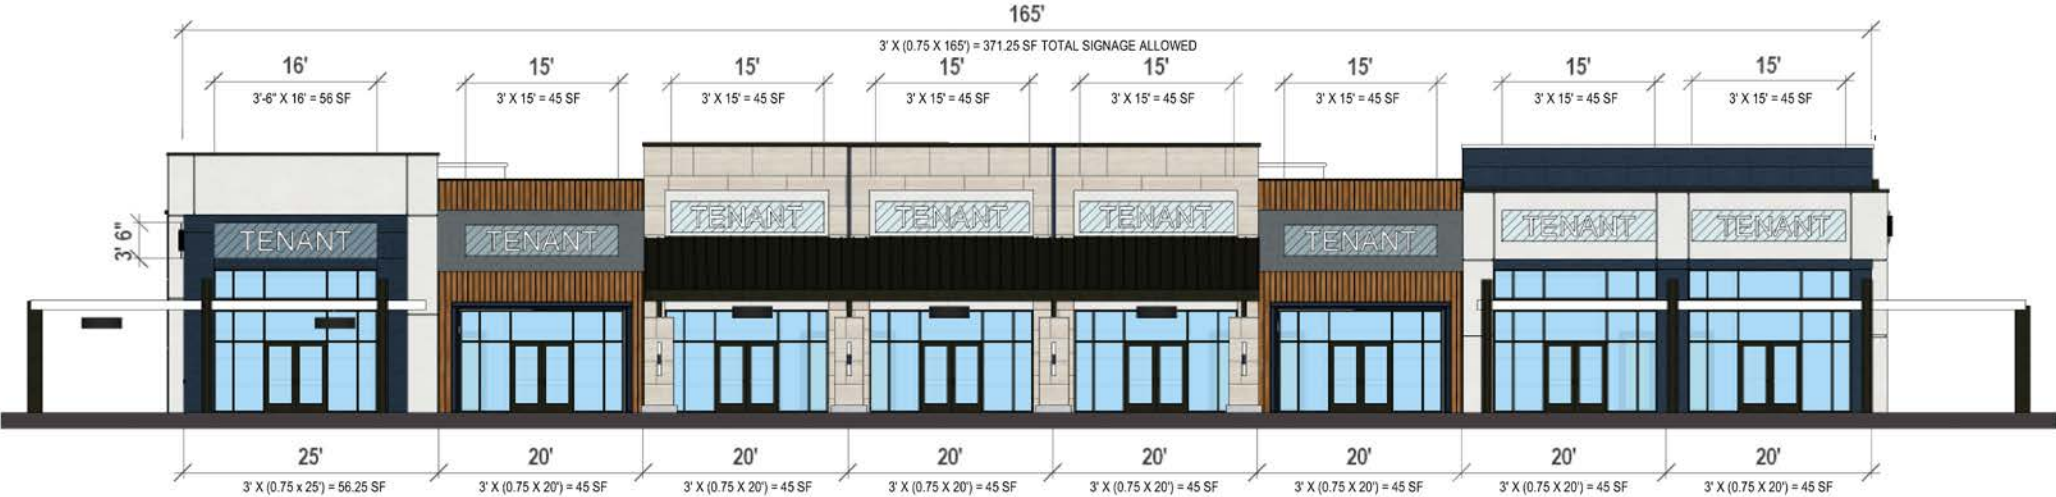 165'
3' X (0.75 X 165') = 371.25 SF TOTAL SIGNAGE ALLOWED
16' 15' 15' 15' 15' 15' 15' 15'
3'-6" X 16' = 56 SF 3' X 15' = 45 SF 3' X 15' = 45 SF 3' X 15' = 45 SF 3' X 15' = 45 SF 3' X 15' = 45 SF 3' X 15' = 45 SF 3' X 15' = 45 SF
TENANT TENANT TENANT TENANT TENANT TENANT TENANT TENANT
3' 6"
25' 20' 20' 20' 20' 20' 20' 20'
3' X (0.75 x 25') = 56.25 SF 3' X (0.75 X 20') = 45 SF 3' X (0.75 X 20') = 45 SF 3' X (0.75 X 20') = 45 SF 3' X (0.75 X 20') = 45 SF 3' X (0.75 X 20') = 45 SF 3' X (0.75 X 20') = 45 SF 3' X (0.75 X 20') = 45 SF